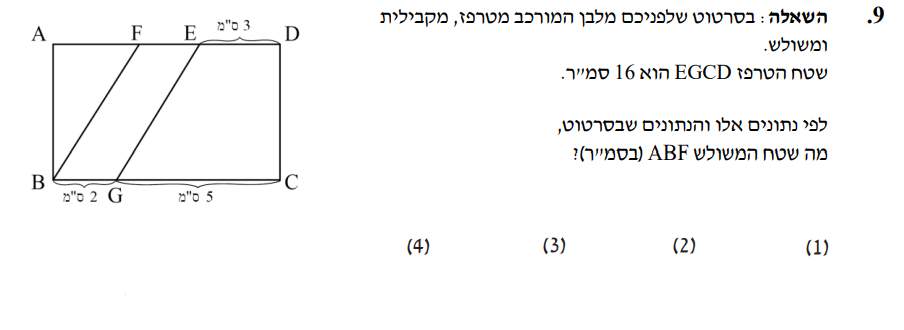 9. השאלה : בסרטוט שלפניכם מלבן המורכב מטרפז, מקבילית
ומשולש.
שטח הטרפז EGCD הוא 16 סמ״ר.
לפי נתונים אלו והנתונים שבסרטוט,
מה שטח המשולש ABF (בסמ״ר)?
(1) (2) (3) (4)
A F E 3 ס"מ D
B 2 ס"מ G 5 ס"מ C